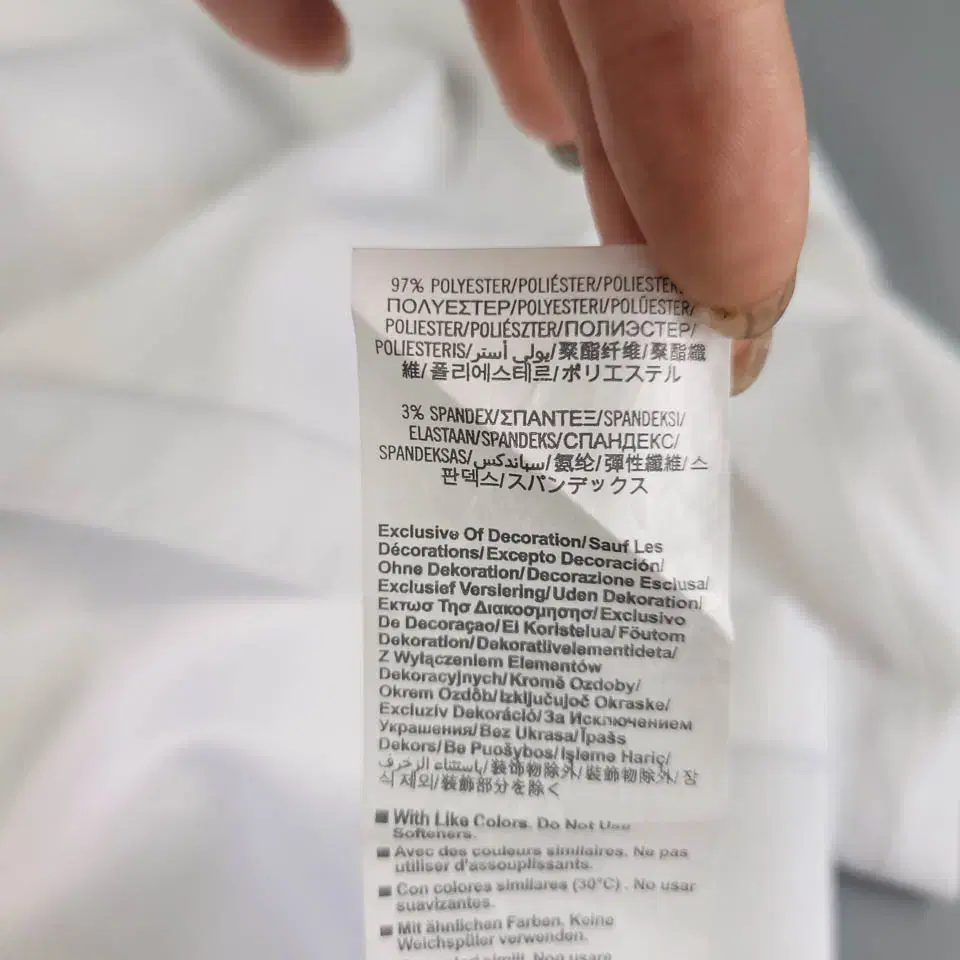 97% POLYESTER/POLIÉSTER/POLIESTER
ΠΟΛΥΕΣΤΕΡ/POLYESTERI/POLÜESTER/
POLIESTER/POLIÉSZTER/ПОЛИЭСТЕР/
POLIESTERIS/بولي أستر/聚酯纤维/聚酯纖
維/폴리에스테르/ポリエステル
3% SPANDEX/ΣΠΑΝΤΕΞ/SPANDEKSI/
ELASTAAN/SPANDEKS/СПАНДЕКС/
SPANDEKSAS/سباندكس/氨纶/彈性纖維/스
판덱스/スパンデックス
Exclusive Of Decoration/Sauf Les
Décorations/Excepto Decoración/
Ohne Dekoration/Decorazione Esclusa/
Exclusief Versiering/Uden Dekoration/
Εκτωσ Τησ Διακοσμησησ/Exclusivo
De Decoraçao/Ei Koristelua/Föutom
Dekoration/Dekoratiivelementideta/
Z Wyłączeniem Elementów
Dekoracyjnych/Kromě Ozdoby/
Okrem Ozdôb/Izključujoč Okraske/
Excluzív Dekoráció/За Исключением
Украшения/Bez Ukrasa/Īpašs
Dekors/Be Puošybos/Işleme Hariç/
باستثناء الزخرف/装饰物除外/裝飾物除外/장
식 제외/装飾部分を除く
■ With Like Colors. Do Not Use
Softeners.
■ Avec des couleurs similaires. Ne pas
utiliser d'assouplissants.
■ Con colores similares (30°C) . No usar
suavizantes.
■ Mit ähnlichen Farben. Keine
Weichspüler verwenden.
simili. Non usare